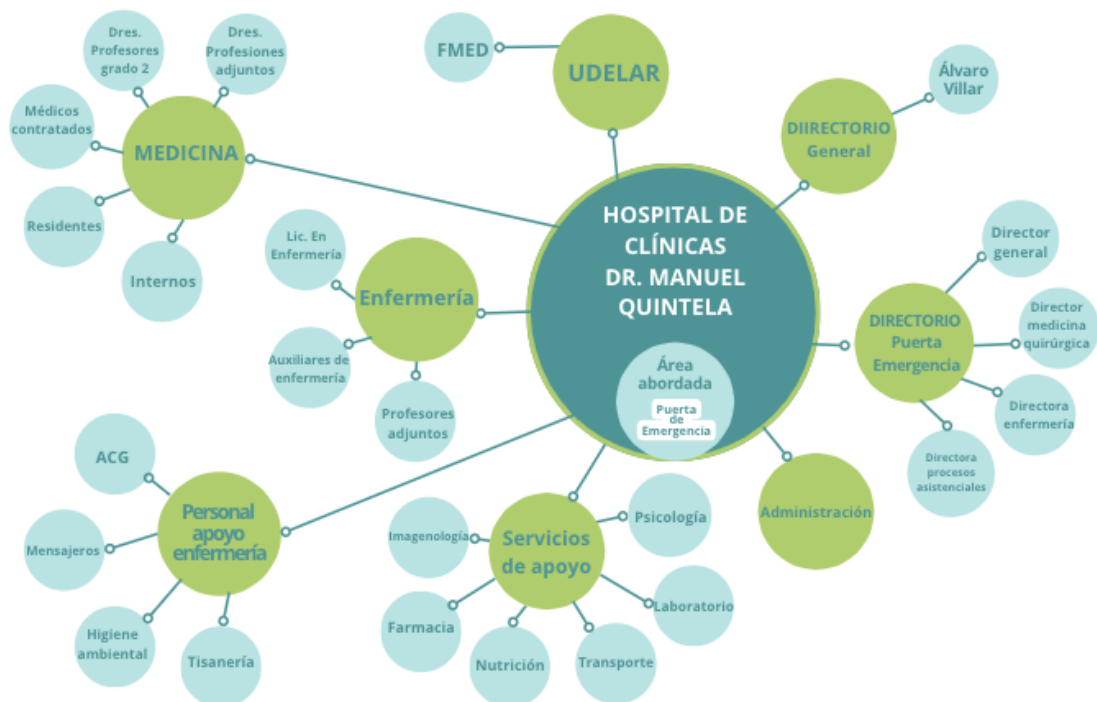 Dres.
Profesores
grado 2
Dres.
Profesiones
adjuntos
Médicos
contratados
MEDICINA
Residentes
Internos
FMED
UDELAR
Álvaro
Villar
DIIRECTORIO
General
HOSPITAL DE
CLÍNICAS
DR. MANUEL
QUINTELA
Área
abordada
Puerta
de
Emergencia
Lic. En
Enfermería
Enfermería
Auxiliares de
enfermería
Profesores
adjuntos
Director
general
Director
medicina
quirúrgica
DIRECTORIO
Puerta
Emergencia
Directora
enfermería
Directora
procesos
asistenciales
ACG
Personal
apoyo
enfermería
Mensajeros
Higiene
ambiental
Tisanería
Imagenología
Servicios
de apoyo
Psicología
Farmacia
Nutrición
Transporte
Laboratorio
Administración